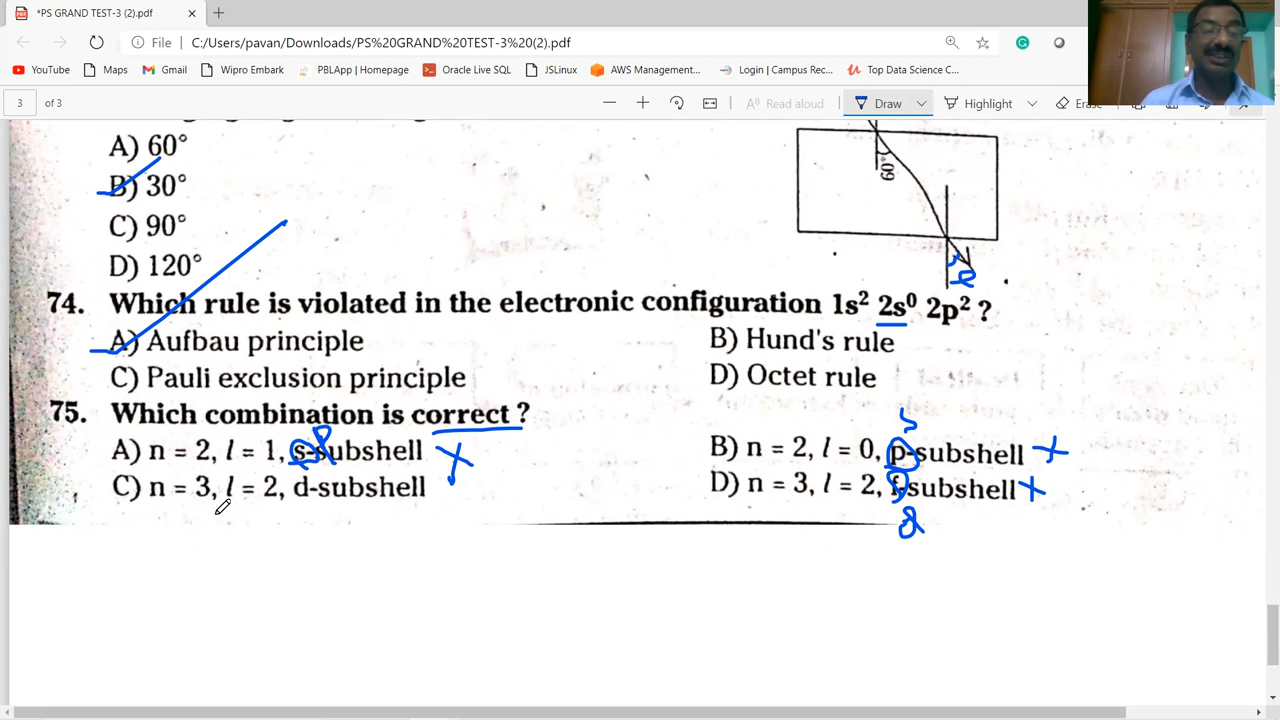 *PS GRAND TEST-3 (2).pdf
File C:/Users/pavan/Downloads/PS%20GRAND%20TEST-3%20(2).pdf
YouTube Maps Gmail Wipro Embark PBLApp | Homepage Oracle Live SQL JSLinux AWS Management... Login | Campus Rec... Top Data Science C...
3 of 3 Read aloud Draw Highlight Erase
A) 60°
B) 30°
C) 90°
D) 120°
60°
e
74. Which rule is violated in the electronic configuration 1s² 2s⁰ 2p² ?
A) Aufbau principle B) Hund's rule
C) Pauli exclusion principle D) Octet rule
75. Which combination is correct ?
p s
A) n = 2, l = 1, s-subshell B) n = 2, l = 0, p-subshell
C) n = 3, l = 2, d-subshell D) n = 3, l = 2, f-subshell
d